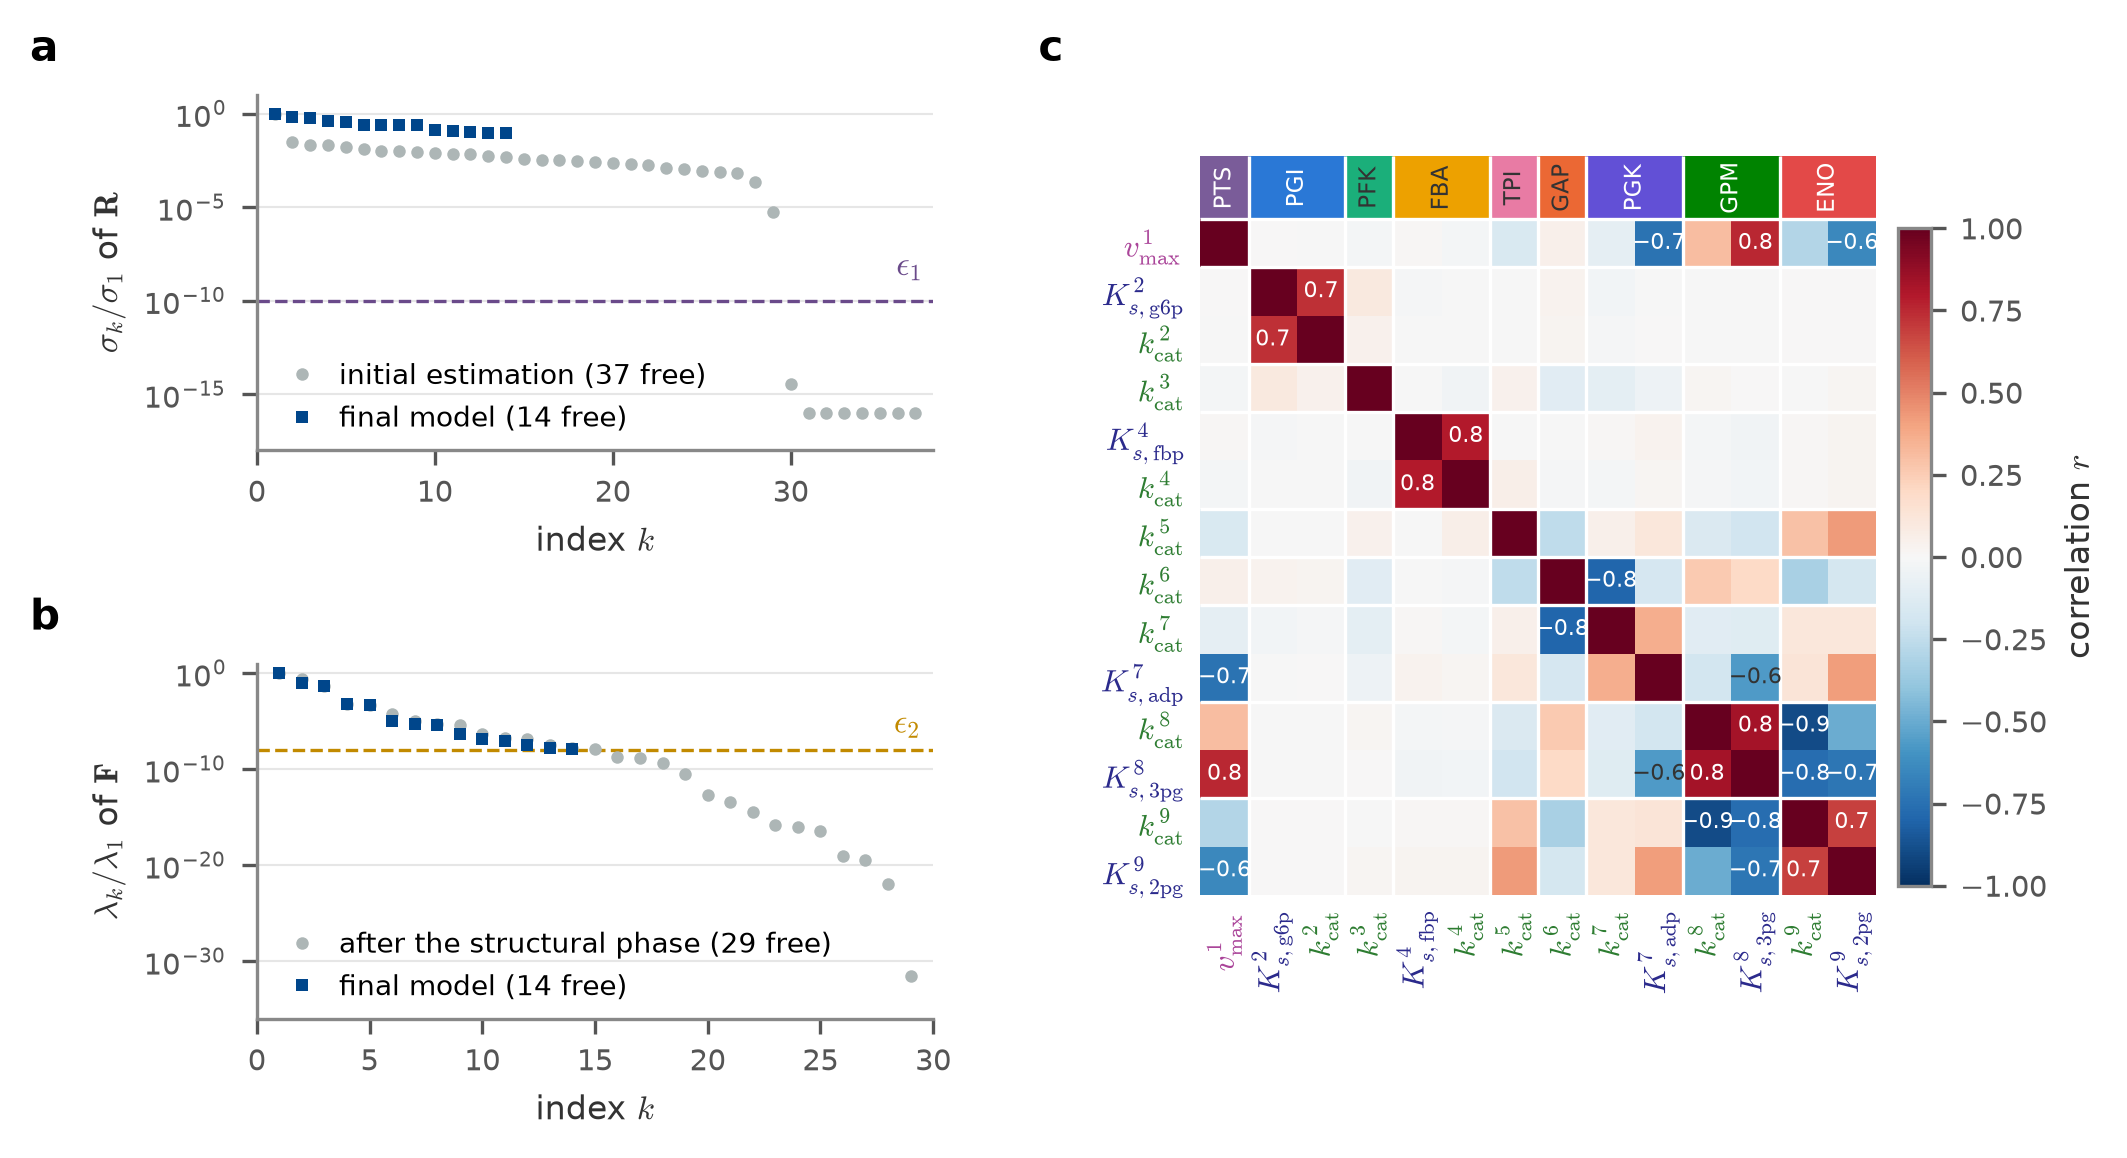 a
10^0
10^−5
10^−10
10^−15
σ_k/σ_1 of R
ϵ_1
initial estimation (37 free)
final model (14 free)
0 10 20 30
index k
b
10^0
10^−10
10^−20
10^−30
λ_k/λ_1 of F
ϵ_2
after the structural phase (29 free)
final model (14 free)
0 5 10 15 20 25 30
index k
c
PTS PGI PFK FBA TPI GAP PGK GPM ENO
v^1_max −0.7 0.8 −0.6
K^2_s,g6p 0.7
k^2_cat 0.7
k^3_cat
K^4_s,fbp 0.8
k^4_cat 0.8
k^5_cat
k^6_cat −0.8
k^7_cat −0.8
K^7_s,adp −0.7 −0.6
k^8_cat 0.8 −0.9
K^8_s,3pg 0.8 −0.6 0.8 −0.8 −0.7
k^9_cat −0.9 −0.8 0.7
K^9_s,2pg −0.6 −0.7 0.7
v^1_max K^2_s,g6p k^2_cat k^3_cat K^4_s,fbp k^4_cat k^5_cat k^6_cat k^7_cat K^7_s,adp k^8_cat K^8_s,3pg k^9_cat K^9_s,2pg
1.00
0.75
0.50
0.25
0.00
−0.25
−0.50
−0.75
−1.00
correlation r